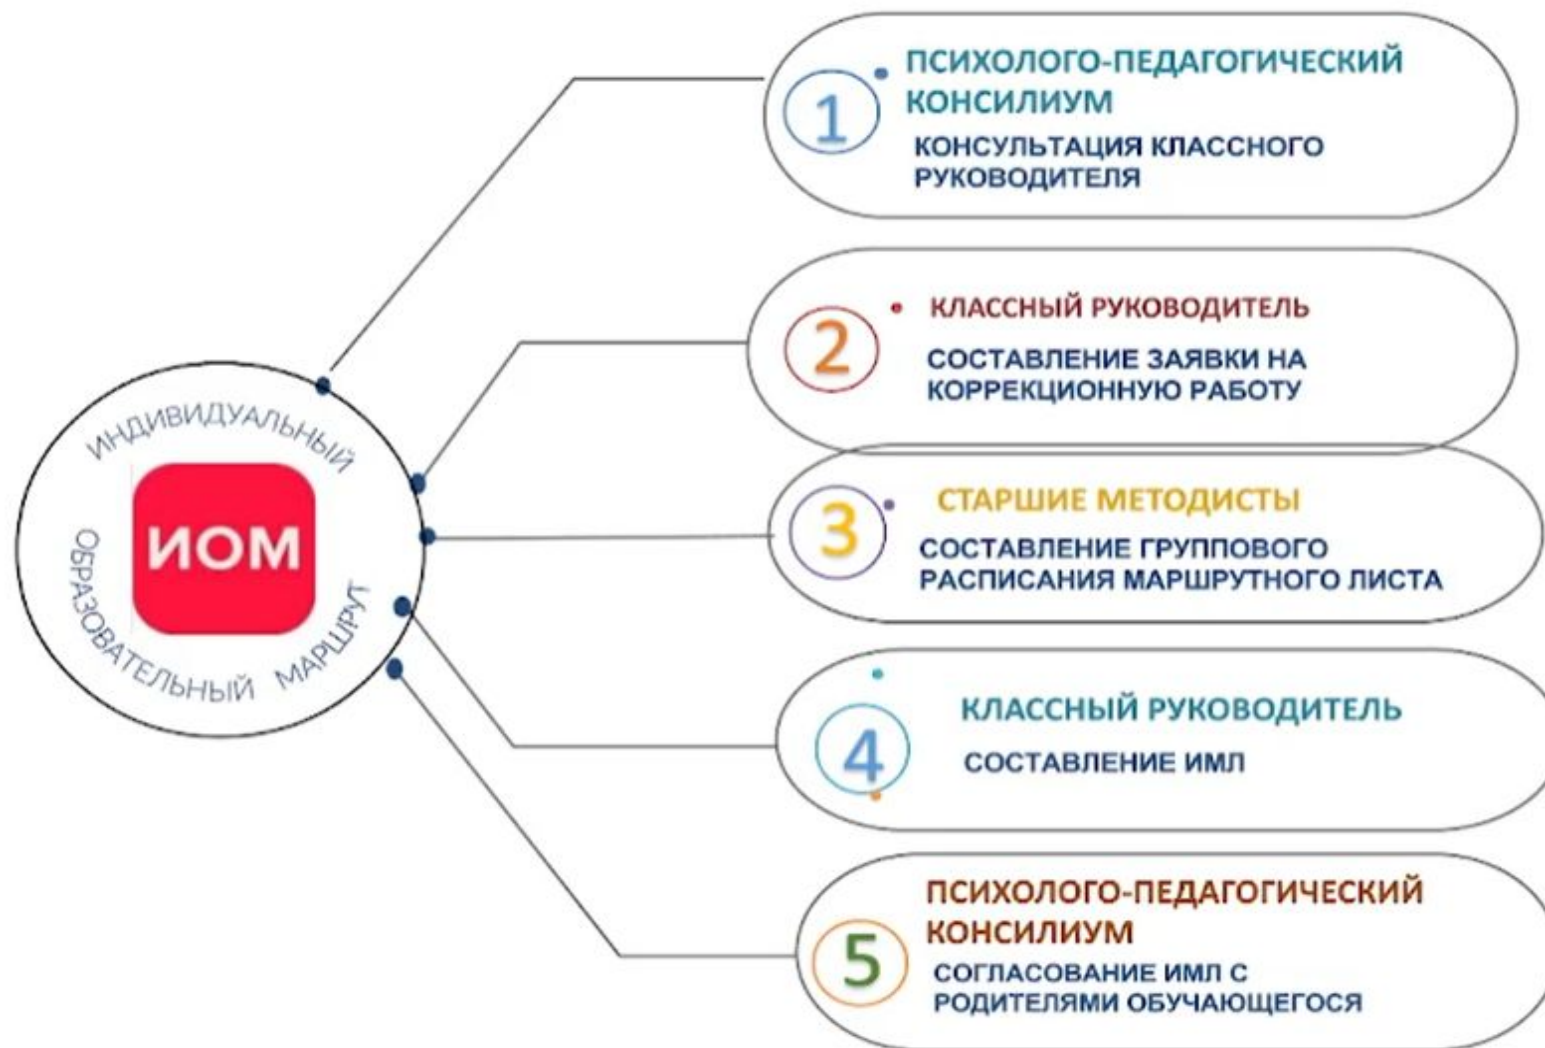 ИНДИВИДУАЛЬНЫЙ
ИОМ
ОБРАЗОВАТЕЛЬНЫЙ МАРШРУТ
1
ПСИХОЛОГО-ПЕДАГОГИЧЕСКИЙ
КОНСИЛИУМ
КОНСУЛЬТАЦИЯ КЛАССНОГО
РУКОВОДИТЕЛЯ
2
КЛАССНЫЙ РУКОВОДИТЕЛЬ
СОСТАВЛЕНИЕ ЗАЯВКИ НА
КОРРЕКЦИОННУЮ РАБОТУ
3
СТАРШИЕ МЕТОДИСТЫ
СОСТАВЛЕНИЕ ГРУППОВОГО
РАСПИСАНИЯ МАРШРУТНОГО ЛИСТА
4
КЛАССНЫЙ РУКОВОДИТЕЛЬ
СОСТАВЛЕНИЕ ИМЛ
5
ПСИХОЛОГО-ПЕДАГОГИЧЕСКИЙ
КОНСИЛИУМ
СОГЛАСОВАНИЕ ИМЛ С
РОДИТЕЛЯМИ ОБУЧАЮЩЕГОСЯ